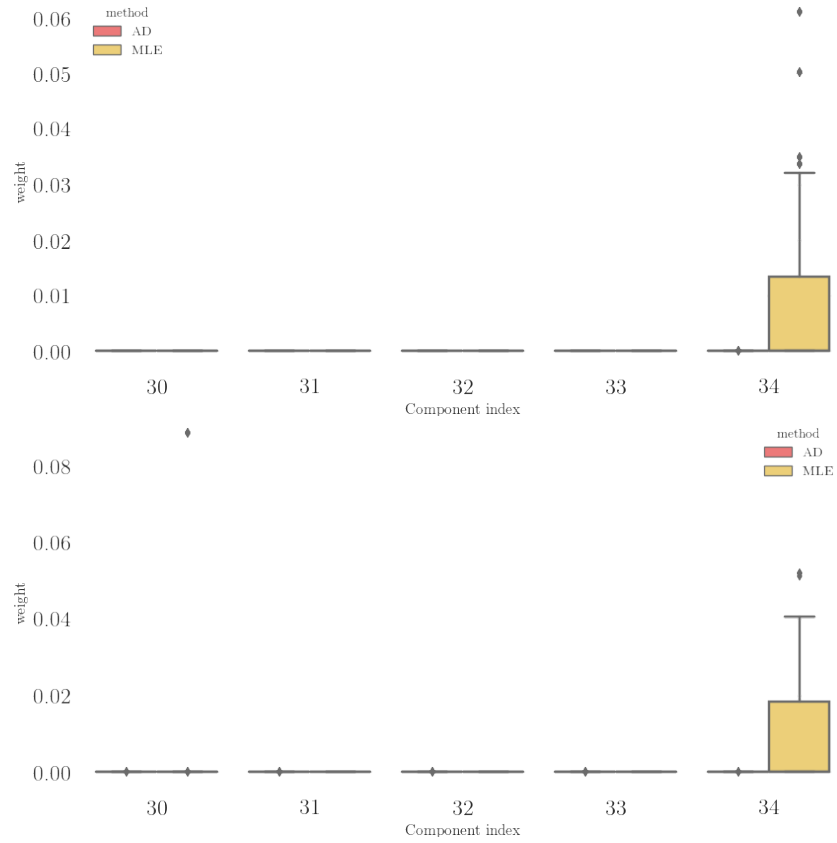 method
AD
MLE
0.06
0.05
0.04
0.03
0.02
0.01
0.00
weight
30 31 32 33 34
Component index
method
AD
MLE
0.08
0.06
0.04
0.02
0.00
weight
30 31 32 33 34
Component index